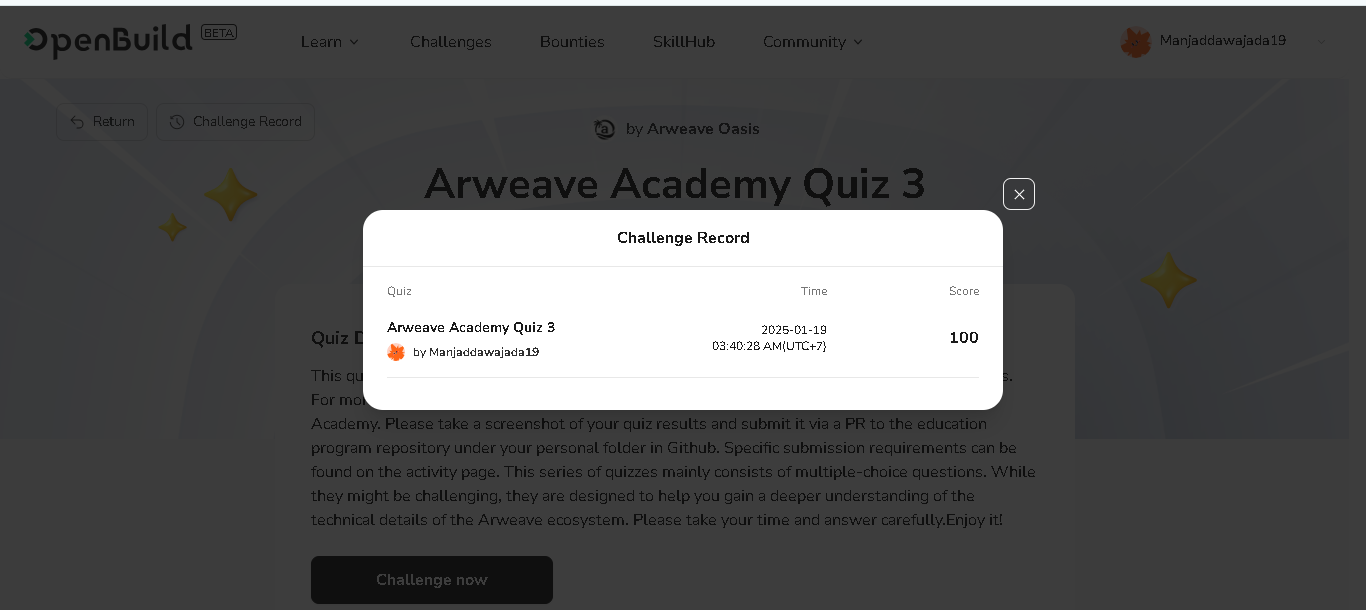 OpenBuild BETA Learn Challenges Bounties SkillHub Community Manjaddawajada19
Return Challenge Record
by Arweave Oasis
Arweave Academy Quiz 3
Challenge Record
Quiz Time Score
Arweave Academy Quiz 3
by Manjaddawajada19
2025-01-19
03:40:28 AM(UTC+7)
100
Quiz D
This qu s.
For mor
Academy. Please take a screenshot of your quiz results and submit it via a PR to the education
program repository under your personal folder in Github. Specific submission requirements can be
found on the activity page. This series of quizzes mainly consists of multiple-choice questions. While
they might be challenging, they are designed to help you gain a deeper understanding of the
technical details of the Arweave ecosystem. Please take your time and answer carefully.Enjoy it!
Challenge now